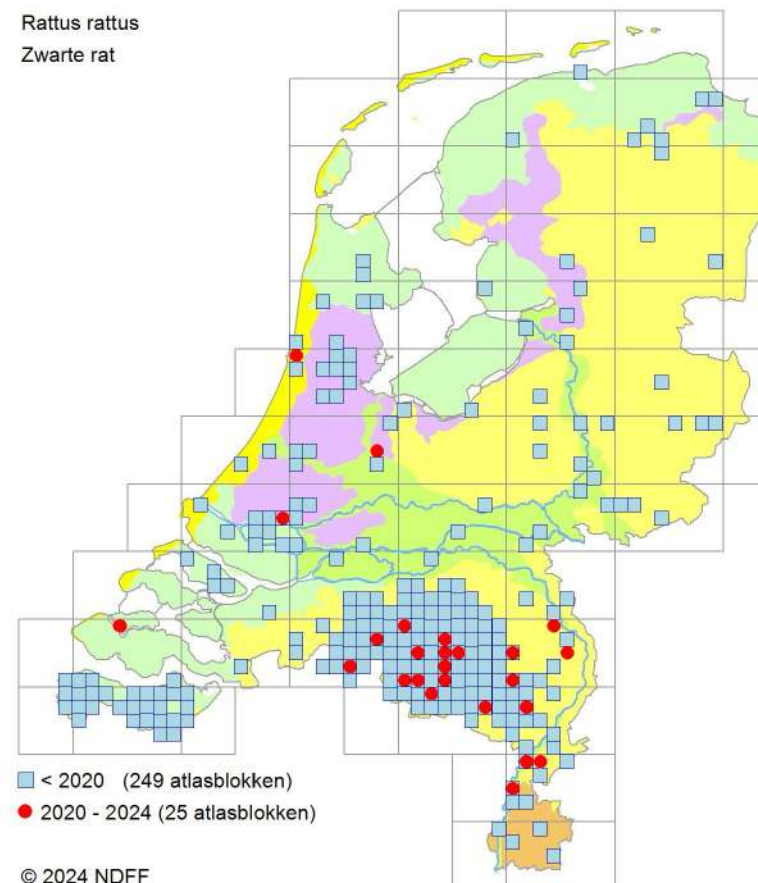 Rattus rattus
Zwarte rat
< 2020 (249 atlasblokken)
2020 - 2024 (25 atlasblokken)
© 2024 NDFF